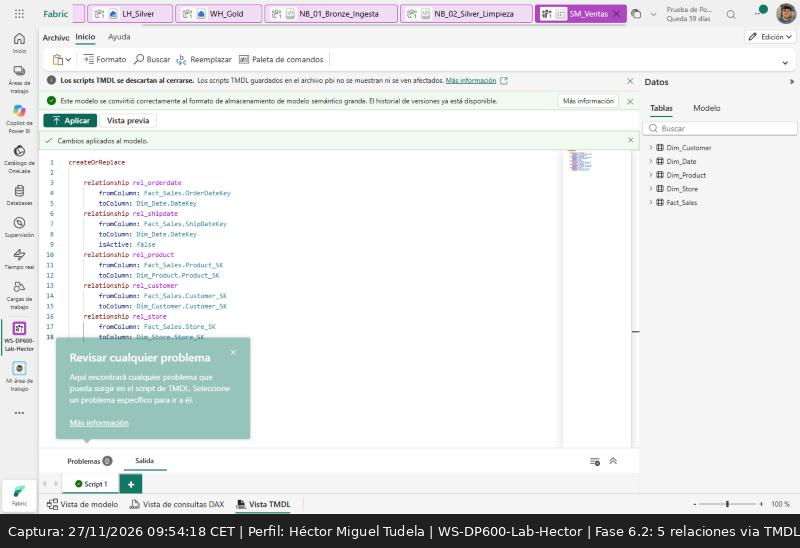 Fabric
LH_Silver
WH_Gold
NB_01_Bronze_Ingesta
NB_02_Silver_Limpieza
SM_Ventas
Prueba de Po...
Queda 59 días
Inicio
Áreas de trabajo
Copilot de Power BI
Catálogo de OneLake
Databases
Supervisión
Tiempo real
Cargas de trabajo
WS-DP600-Lab-Hector
Mi área de trabajo
Fabric
Archivc
Inicio
Ayuda
Edición
Formato
Buscar
Reemplazar
Paleta de comandos
Los scripts TMDL se descartan al cerrarse. Los scripts TMDL guardados en el archivo pbi no se muestran ni se ven afectados. Más información
Este modelo se convirtió correctamente al formato de almacenamiento de modelo semántico grande. El historial de versiones ya está disponible.
Más información
Aplicar
Vista previa
Cambios aplicados al modelo.
1 createOrReplace
2
3 relationship rel_orderdate
4 fromColumn: Fact_Sales.OrderDateKey
5 toColumn: Dim_Date.DateKey
6 relationship rel_shipdate
7 fromColumn: Fact_Sales.ShipDateKey
8 toColumn: Dim_Date.DateKey
9 isActive: false
10 relationship rel_product
11 fromColumn: Fact_Sales.Product_SK
12 toColumn: Dim_Product.Product_SK
13 relationship rel_customer
14 fromColumn: Fact_Sales.Customer_SK
15 toColumn: Dim_Customer.Customer_SK
16 relationship rel_store
17 fromColumn: Fact_Sales.Store_SK
18 toColumn: Dim_Store.Store_SK
Revisar cualquier problema
Aquí encontrará cualquier problema que
pueda surgir en el script de TMDL. Seleccione
un problema específico para ir a él.
Más información
Problemas 0
Salida
Script 1
Vista de modelo
Vista de consultas DAX
Vista TMDL
100 %
Datos
Tablas
Modelo
Buscar
Dim_Customer
Dim_Date
Dim_Product
Dim_Store
Fact_Sales
Captura: 27/11/2026 09:54:18 CET | Perfil: Héctor Miguel Tudela | WS-DP600-Lab-Hector | Fase 6.2: 5 relaciones via TMDL